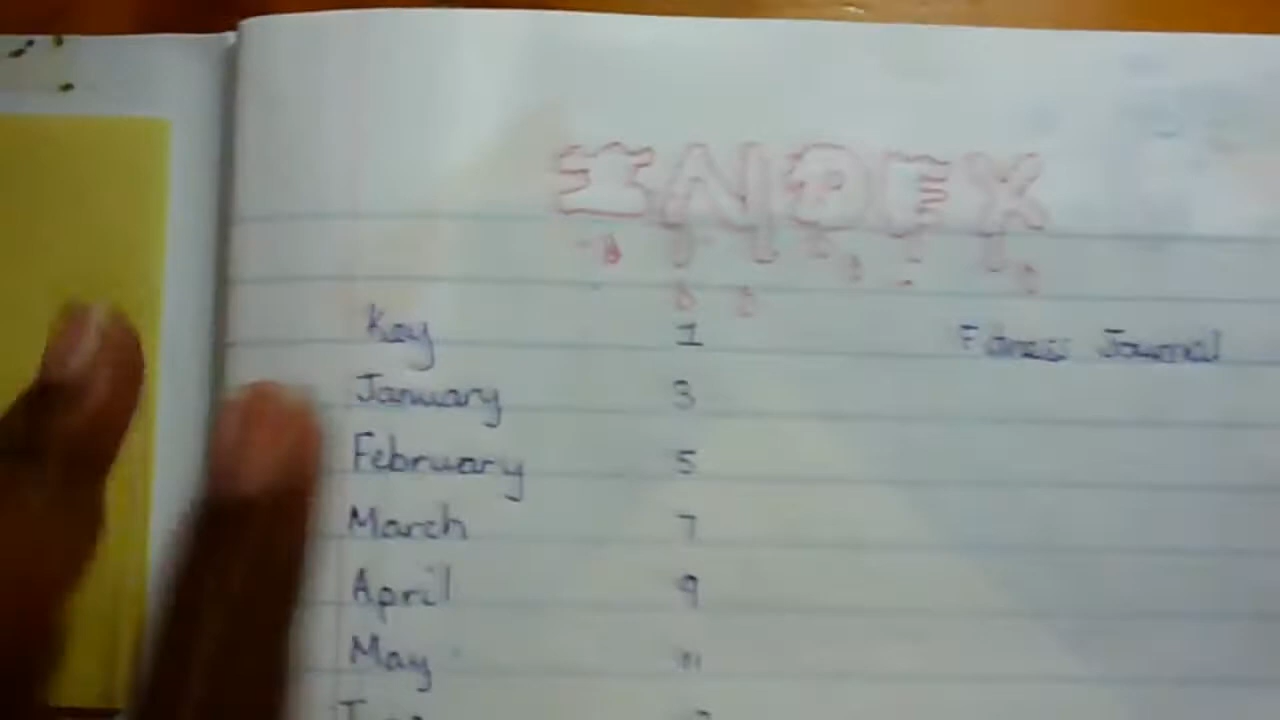 INDEX
Key 1 Fitness Journal
January 3
February 5
March 7
April 9
May 11